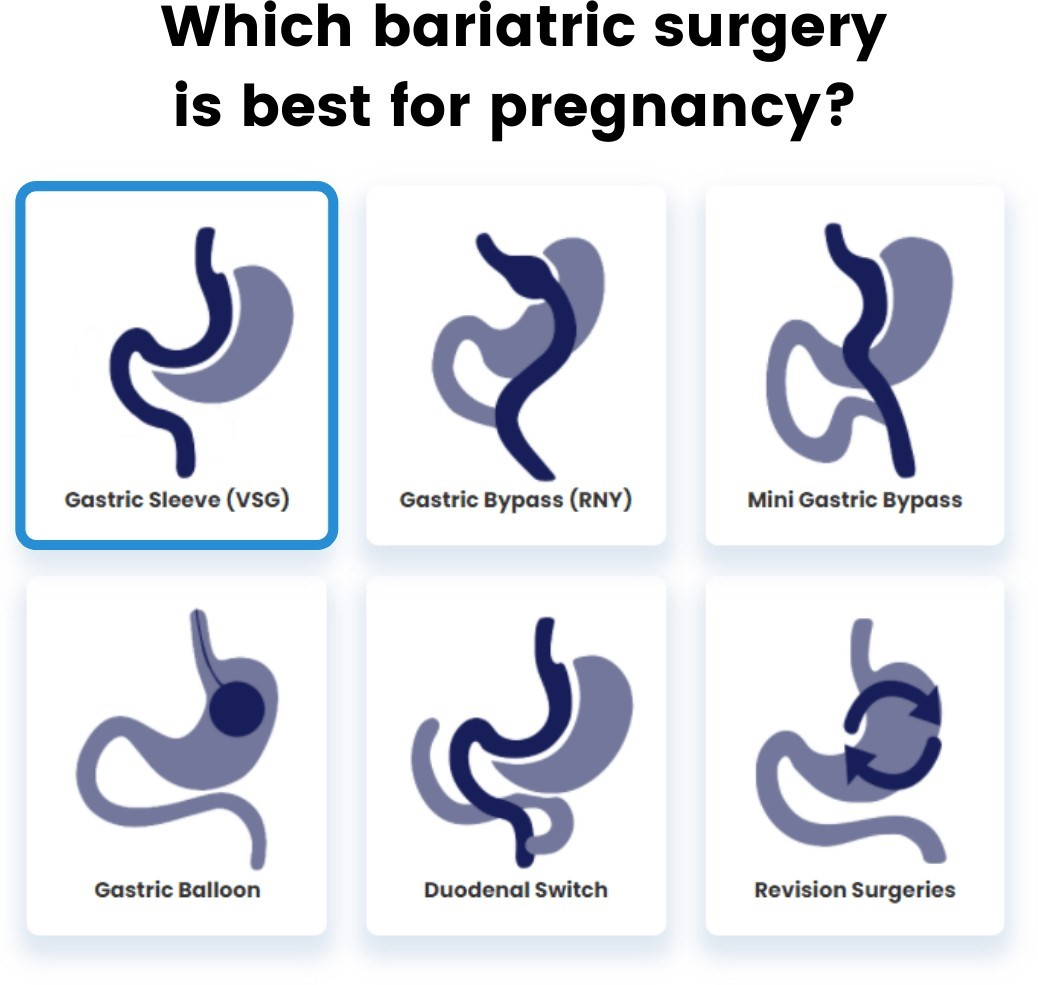 Which bariatric surgery
is best for pregnancy?
Gastric Sleeve (VSG)
Gastric Bypass (RNY)
Mini Gastric Bypass
Gastric Balloon
Duodenal Switch
Revision Surgeries